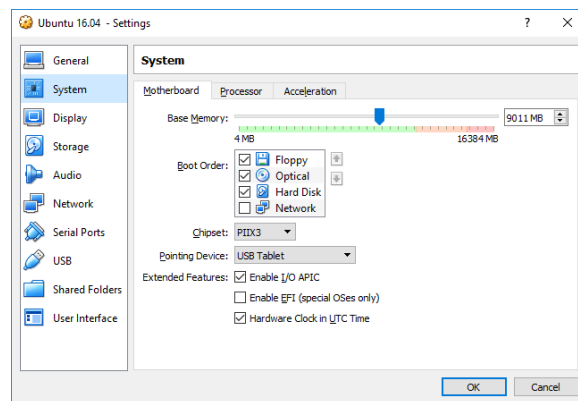 Ubuntu 16.04 - Settings
General
System
Display
Storage
Audio
Network
Serial Ports
USB
Shared Folders
User Interface
System
Motherboard Processor Acceleration
Base Memory: 9011 MB
4 MB 16384 MB
Boot Order: Floppy
Optical
Hard Disk
Network
Chipset: PIIX3
Pointing Device: USB Tablet
Extended Features: Enable I/O APIC
Enable EFI (special OSes only)
Hardware Clock in UTC Time
OK Cancel